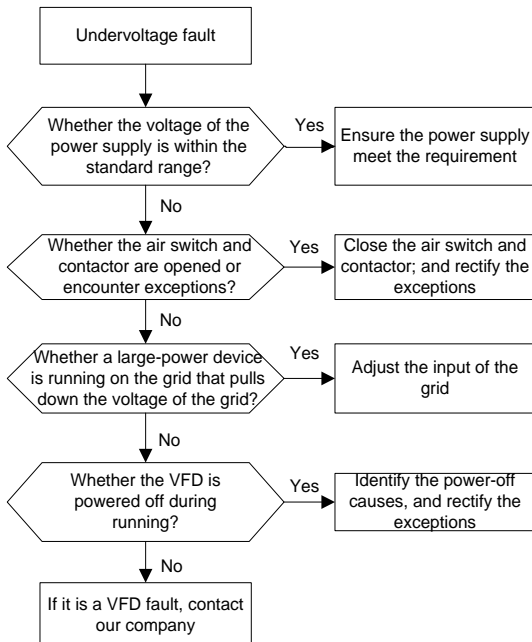 Undervoltage fault
Whether the voltage of the
power supply is within the
standard range?
Yes
Ensure the power supply
meet the requirement
No
Whether the air switch and
contactor are opened or
encounter exceptions?
Yes
Close the air switch and
contactor; and rectify the
exceptions
No
Whether a large-power device
is running on the grid that pulls
down the voltage of the grid?
Yes
Adjust the input of the
grid
No
Whether the VFD is
powered off during
running?
Yes
Identify the power-off
causes, and rectify the
exceptions
No
If it is a VFD fault, contact
our company